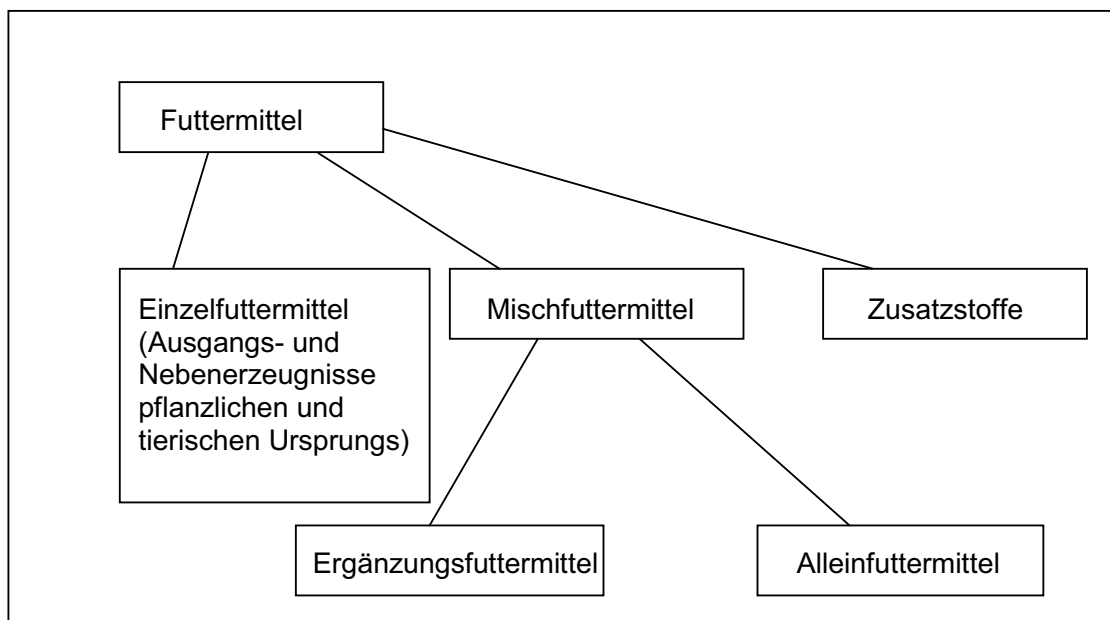 Futtermittel
Einzelfuttermittel
(Ausgangs- und
Nebenerzeugnisse
pflanzlichen und
tierischen Ursprungs)
Mischfuttermittel
Zusatzstoffe
Ergänzungsfuttermittel
Alleinfuttermittel